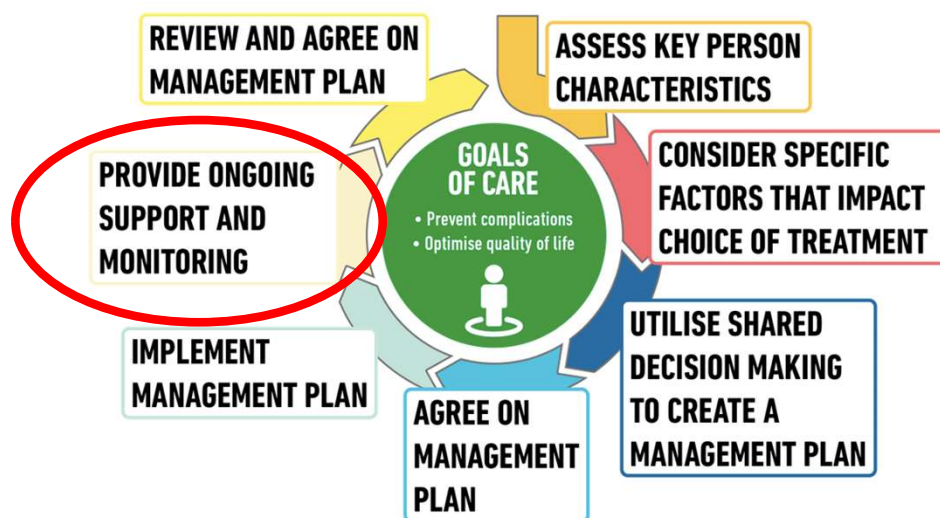 REVIEW AND AGREE ON
MANAGEMENT PLAN
ASSESS KEY PERSON
CHARACTERISTICS
PROVIDE ONGOING
SUPPORT AND
MONITORING
GOALS
OF CARE
• Prevent complications
• Optimise quality of life
CONSIDER SPECIFIC
FACTORS THAT IMPACT
CHOICE OF TREATMENT
IMPLEMENT
MANAGEMENT PLAN
AGREE ON
MANAGEMENT
PLAN
UTILISE SHARED
DECISION MAKING
TO CREATE A
MANAGEMENT PLAN